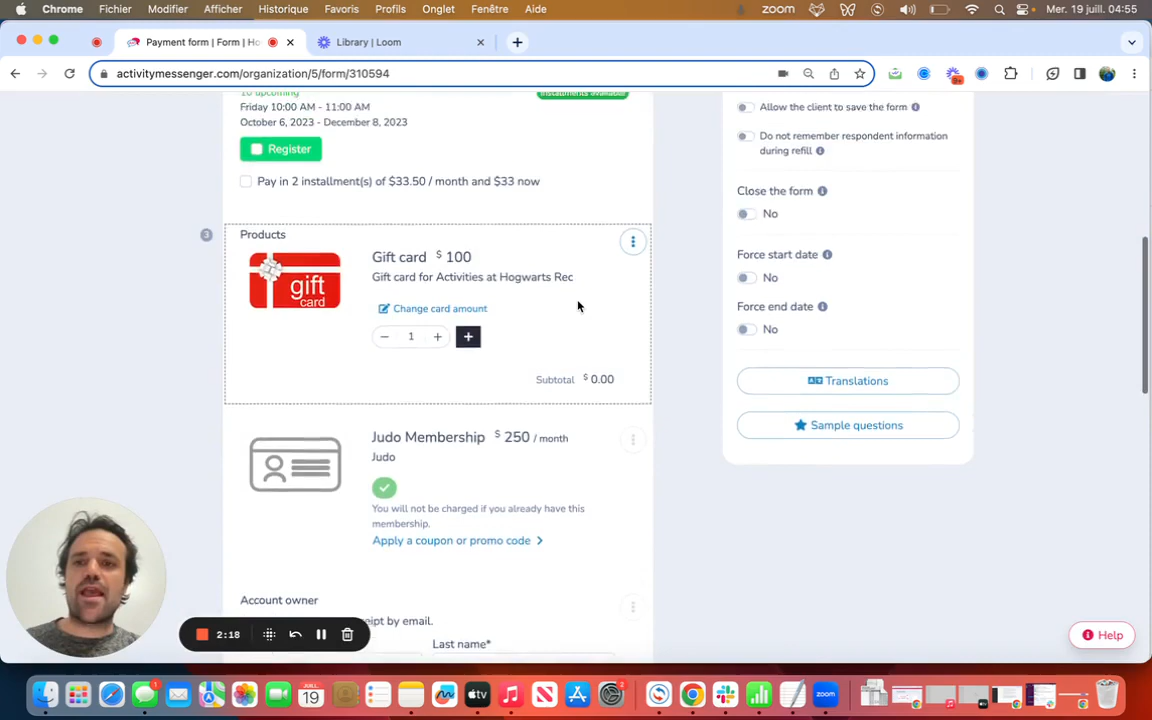 Chrome Fichier Modifier Afficher Historique Favoris Profils Onglet Fenêtre Aide zoom Mer. 19 juill. 04:55
Payment form | Form | Ho
Library | Loom
activitymessenger.com/organization/5/form/310594
9+
Friday 10:00 AM - 11:00 AM
October 6, 2023 - December 8, 2023
Register
Pay in 2 installment(s) of $33.50 / month and $33 now
3
Products
Gift card $ 100
Gift card for Activities at Hogwarts Rec
gift
card
Change card amount
1
Subtotal $ 0.00
Judo Membership $ 250 / month
Judo
You will not be charged if you already have this
membership.
Apply a coupon or promo code
Account owner
ceipt by email.
Last name*
Allow the client to save the form
Do not remember respondent information
during refill
Close the form
No
Force start date
No
Force end date
No
Translations
Sample questions
2:18
Help
1
19
tv
2
zoom